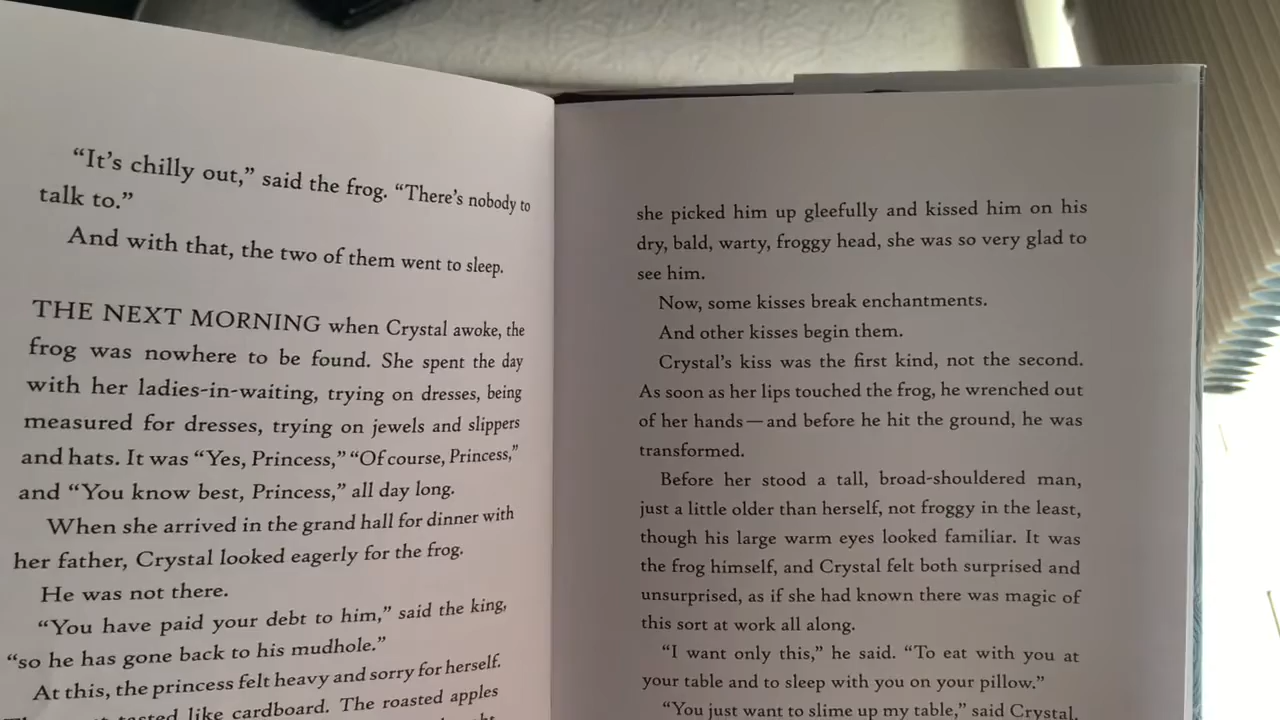 “It’s chilly out,” said the frog. “There’s nobody to
talk to.”
And with that, the two of them went to sleep.
THE NEXT MORNING when Crystal awoke, the
frog was nowhere to be found. She spent the day
with her ladies-in-waiting, trying on dresses, being
measured for dresses, trying on jewels and slippers
and hats. It was “Yes, Princess,” “Of course, Princess,”
and “You know best, Princess,” all day long.
When she arrived in the grand hall for dinner with
her father, Crystal looked eagerly for the frog.
He was not there.
“You have paid your debt to him,” said the king,
“so he has gone back to his mudhole.”
At this, the princess felt heavy and sorry for herself.
tasted like cardboard. The roasted apples
she picked him up gleefully and kissed him on his
dry, bald, warty, froggy head, she was so very glad to
see him.
Now, some kisses break enchantments.
And other kisses begin them.
Crystal’s kiss was the first kind, not the second.
As soon as her lips touched the frog, he wrenched out
of her hands—and before he hit the ground, he was
transformed.
Before her stood a tall, broad-shouldered man,
just a little older than herself, not froggy in the least,
though his large warm eyes looked familiar. It was
the frog himself, and Crystal felt both surprised and
unsurprised, as if she had known there was magic of
this sort at work all along.
“I want only this,” he said. “To eat with you at
your table and to sleep with you on your pillow.”
“You just want to slime up my table,” said Crystal.